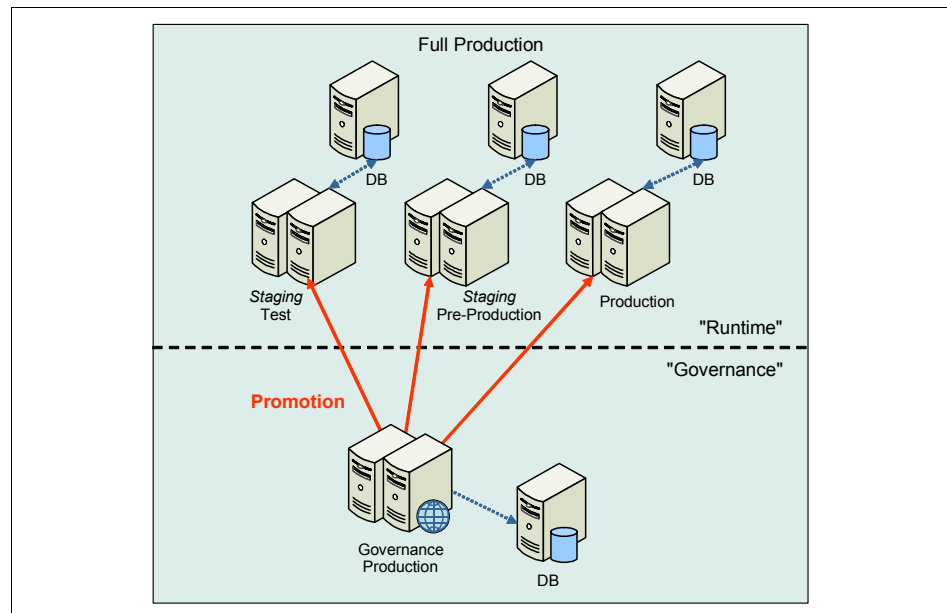 Full Production
DB
DB
DB
Staging
Test
Staging
Pre-Production
Production
"Runtime"
"Governance"
Promotion
Governance
Production
DB